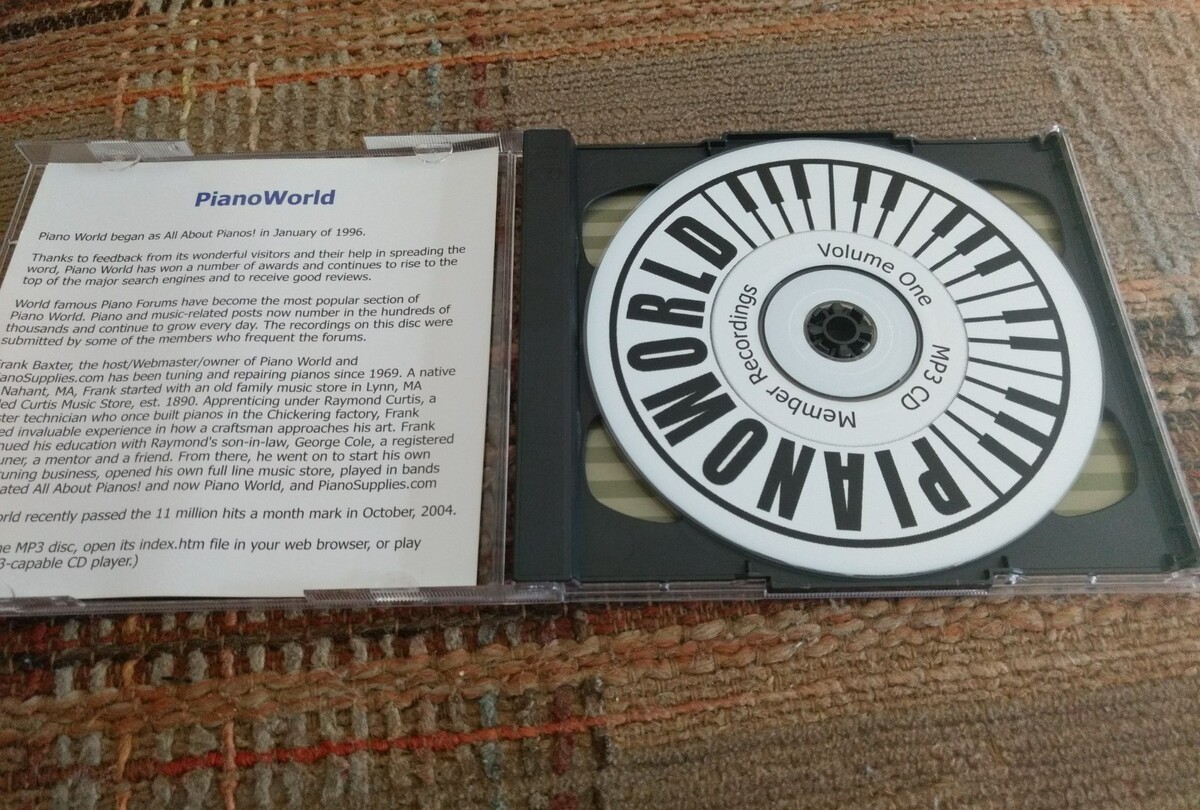 PianoWorld
Piano World began as All About Pianos! in January of 1996.
Thanks to feedback from its wonderful visitors and their help in spreading the
word, Piano World has won a number of awards and continues to rise to the
top of the major search engines and to receive good reviews.
World famous Piano Forums have become the most popular section of
Piano World. Piano and music-related posts now number in the hundreds of
thousands and continue to grow every day. The recordings on this disc were
submitted by some of the members who frequent the forums.
Frank Baxter, the host/Webmaster/owner of Piano World and
anoSupplies.com has been tuning and repairing pianos since 1969. A native
Nahant, MA, Frank started with an old family music store in Lynn, MA
ed Curtis Music Store, est. 1890. Apprenticing under Raymond Curtis, a
ster technician who once built pianos in the Chickering factory, Frank
ed invaluable experience in how a craftsman approaches his art. Frank
nued his education with Raymond's son-in-law, George Cole, a registered
uner, a mentor and a friend. From there, he went on to start his own
tuning business, opened his own full line music store, played in bands
ated All About Pianos! and now Piano World, and PianoSupplies.com
orld recently passed the 11 million hits a month mark in October, 2004.
e MP3 disc, open its index.htm file in your web browser, or play
3-capable CD player.)
PIANOWORLD
Volume One
MP3 CD
Member Recordings